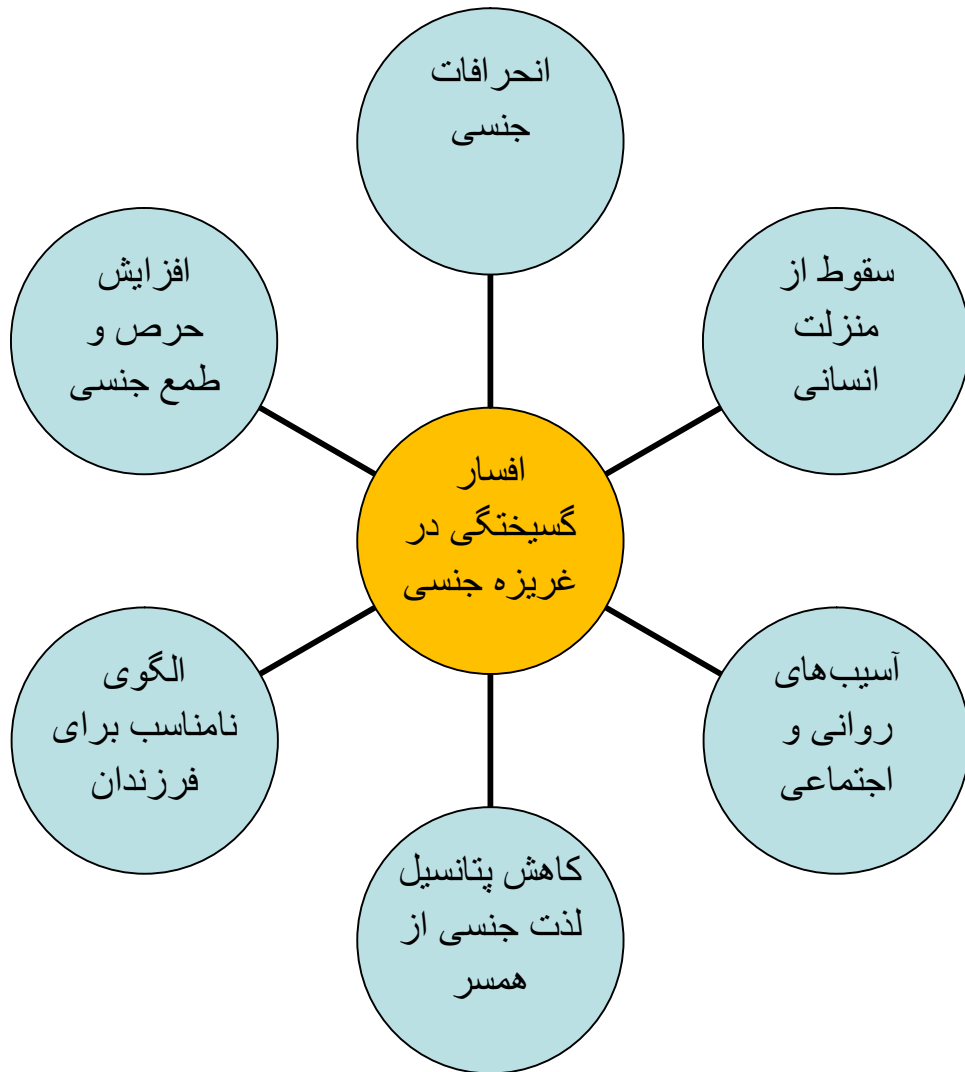 انحرافات
جنسی
سقوط از
منزلت
انسانی
افزایش
حرص و
طمع جنسی
افسار
گسیختگی در
غریزه جنسی
آسیب‌های
روانی و
اجتماعی
الگوی
نامناسب برای
فرزندان
کاهش پتانسیل
لذت جنسی از
همسر